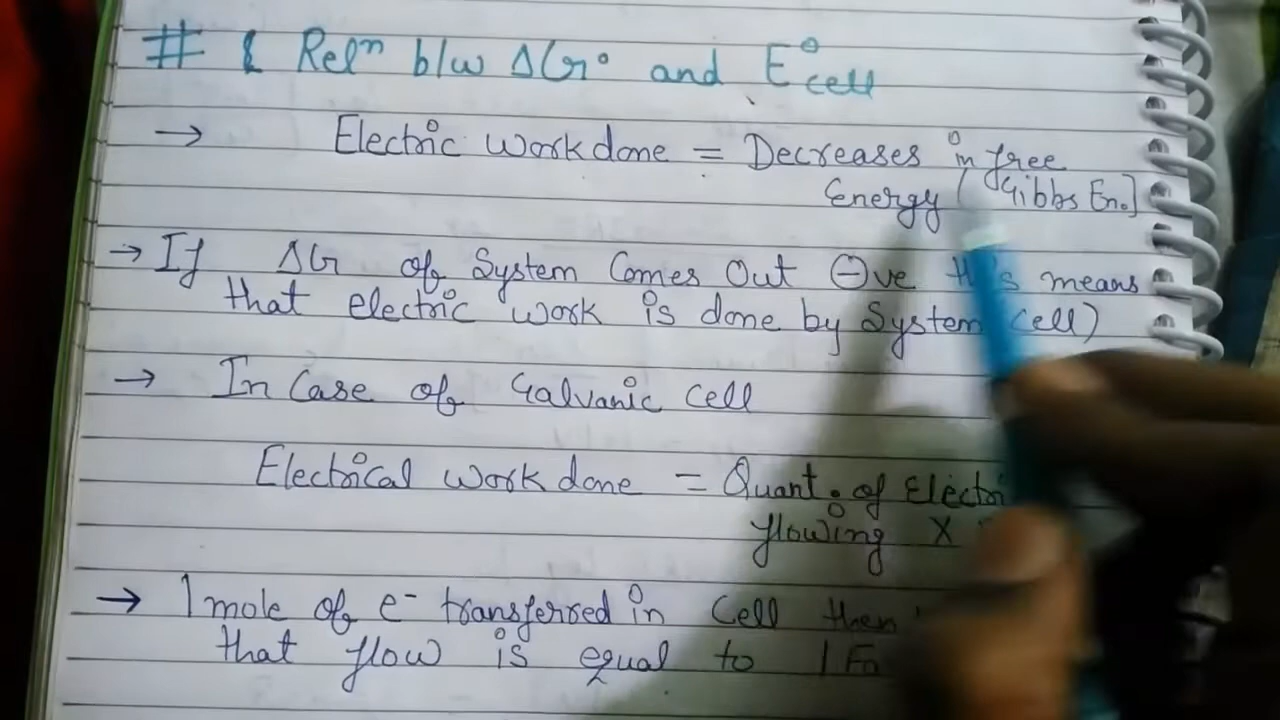 # & Relⁿ b/w ΔG° and E°cell
→ Electric Work done = Decreases in free
Energy ( Gibbs En.]
→ If ΔG of System Comes Out ⊖ve this means
that electric work is done by System Cell)
→ In Case of Galvanic Cell
Electrical Work done = Quant. of Electri
flowing X
→ 1 mole of e⁻ transferred in Cell then
that flow is equal to 1 F